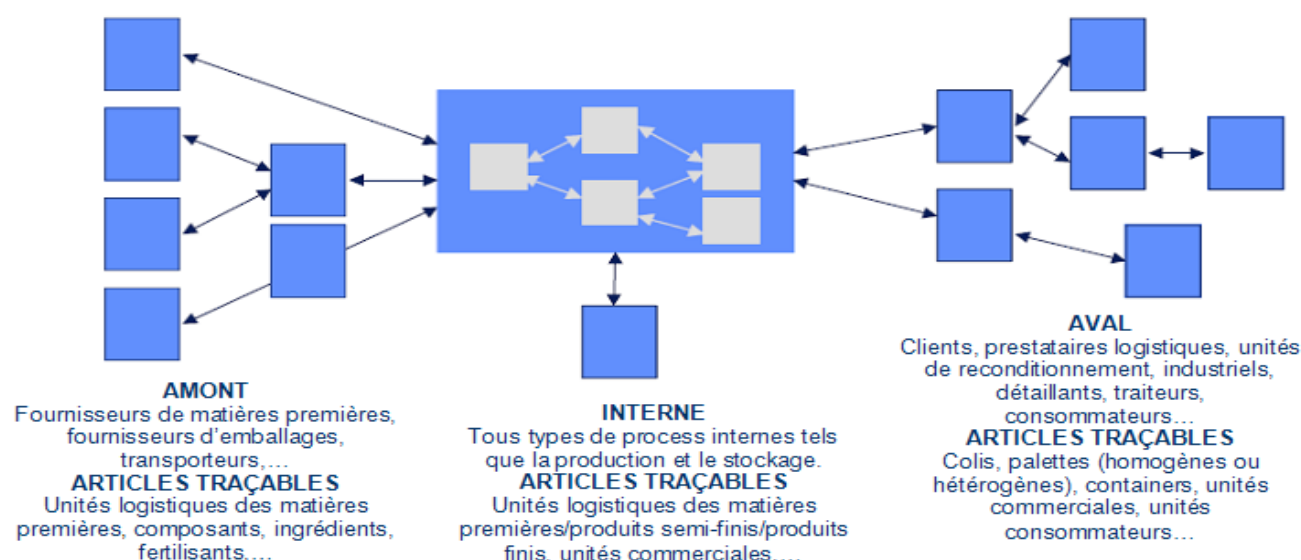 AMONT
Fournisseurs de matières premières,
fournisseurs d'emballages,
transporteurs,...
ARTICLES TRAÇABLES
Unités logistiques des matières
premières, composants, ingrédients,
fertilisants,...
INTERNE
Tous types de process internes tels
que la production et le stockage.
ARTICLES TRAÇABLES
Unités logistiques des matières
premières/produits semi-finis/produits
finis, unités commerciales,...
AVAL
Clients, prestataires logistiques, unités
de reconditionnement, industriels,
détaillants, traiteurs,
consommateurs...
ARTICLES TRAÇABLES
Colis, palettes (homogènes ou
hétérogènes), containers, unités
commerciales, unités
consommateurs...